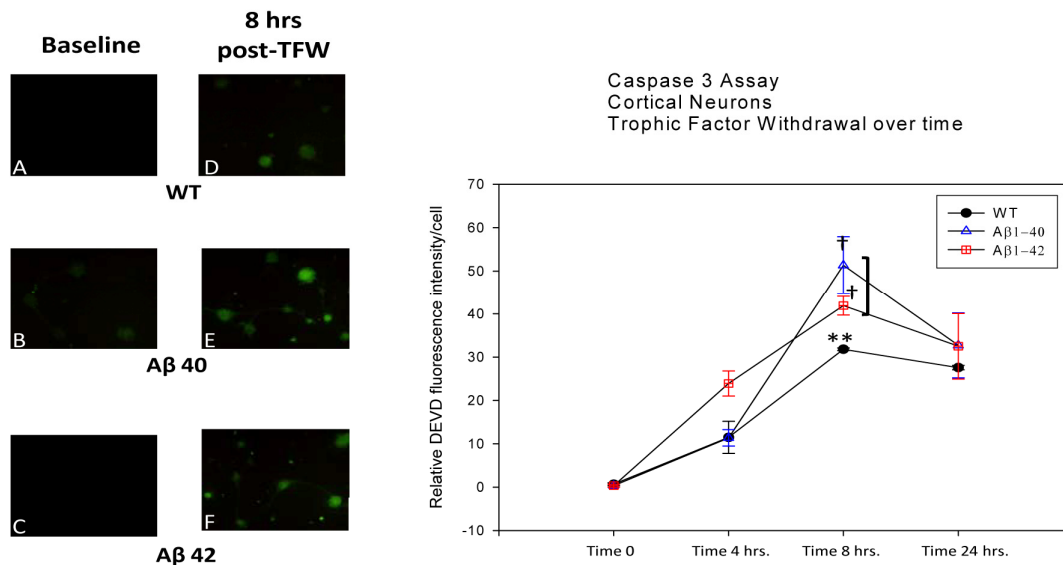 Baseline
8 hrs
post-TFW
A
D
WT
B
E
Aβ 40
C
F
Aβ 42
Caspase 3 Assay
Cortical Neurons
Trophic Factor Withdrawal over time
Relative DEVD fluorescence intensity/cell
70
60
50
40
30
20
10
0
-10
WT
Aβ1-40
Aβ1-42
†
†
**
Time 0
Time 4 hrs.
Time 8 hrs.
Time 24 hrs.